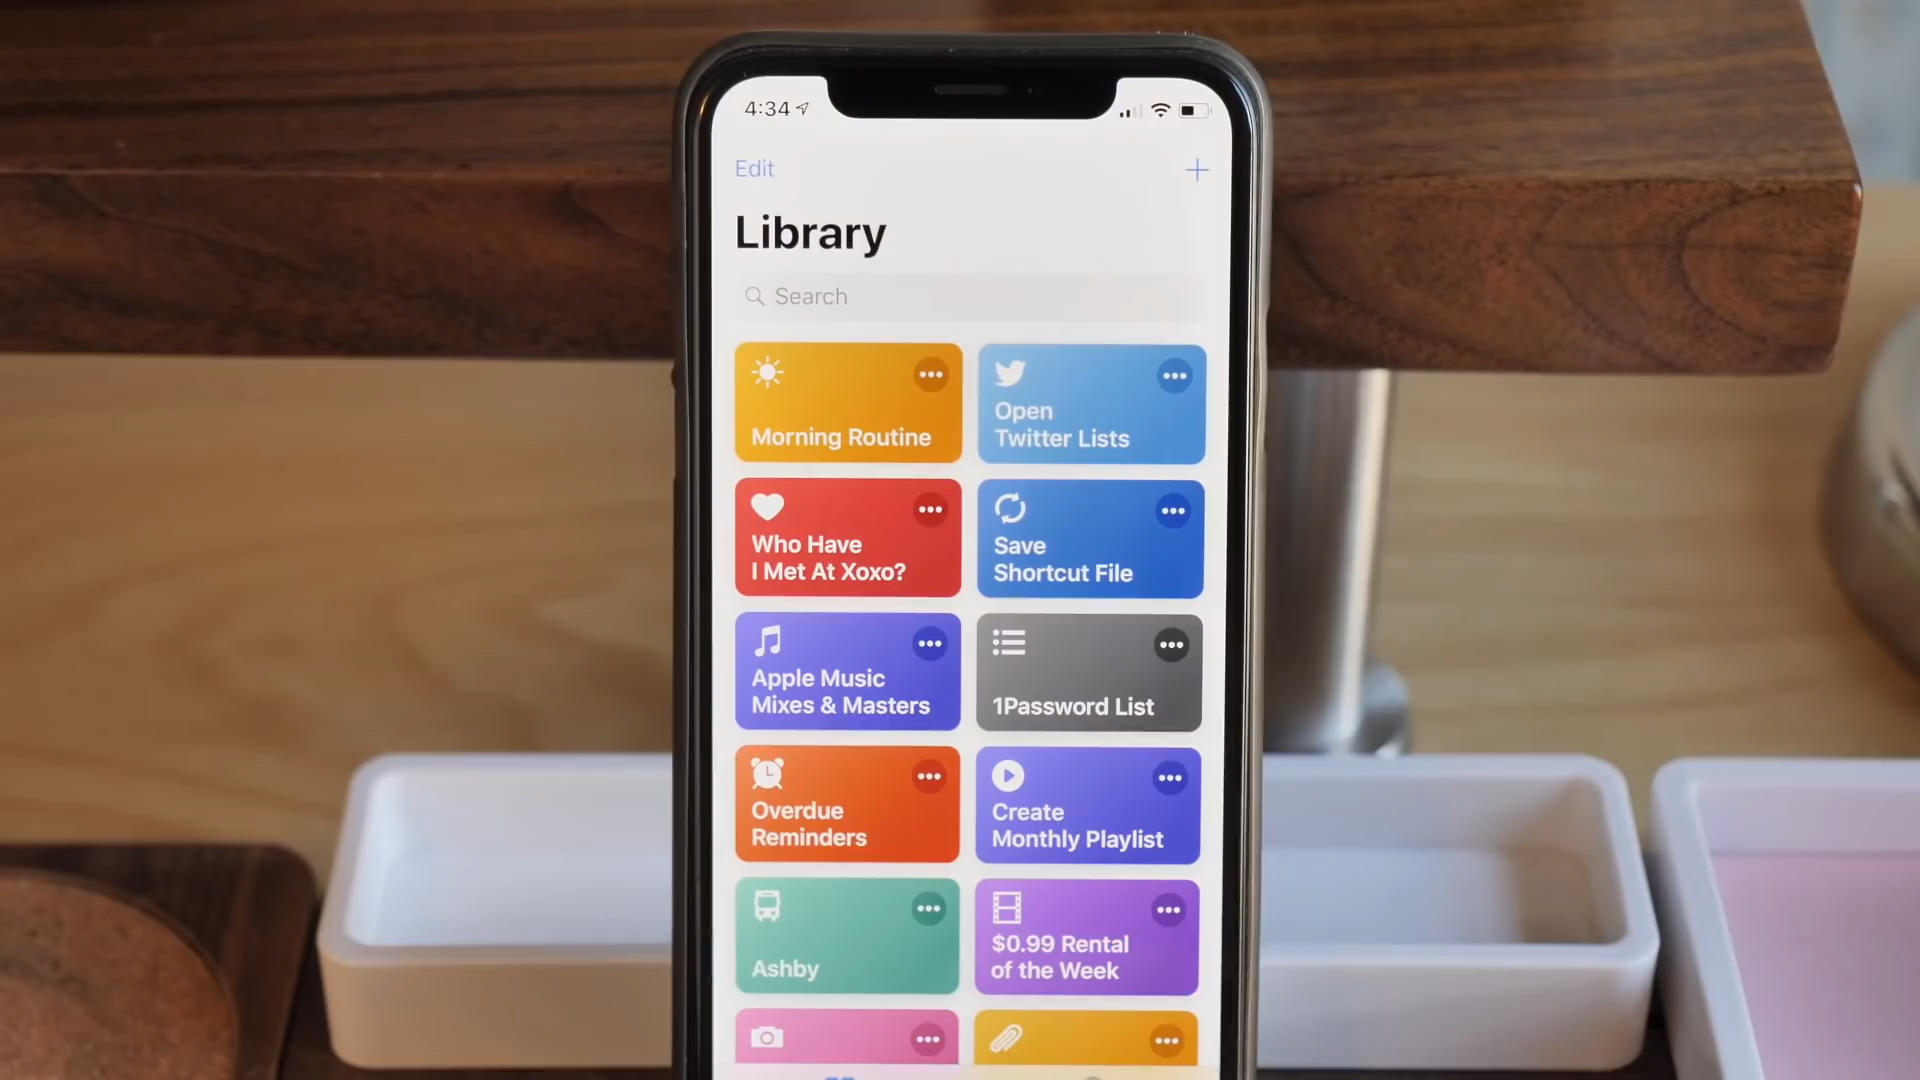 4:34
Edit
Library
Search
Morning Routine
Open
Twitter Lists
Who Have
I Met At Xoxo?
Save
Shortcut File
Apple Music
Mixes & Masters
1Password List
Overdue
Reminders
Create
Monthly Playlist
Ashby
$0.99 Rental
of the Week